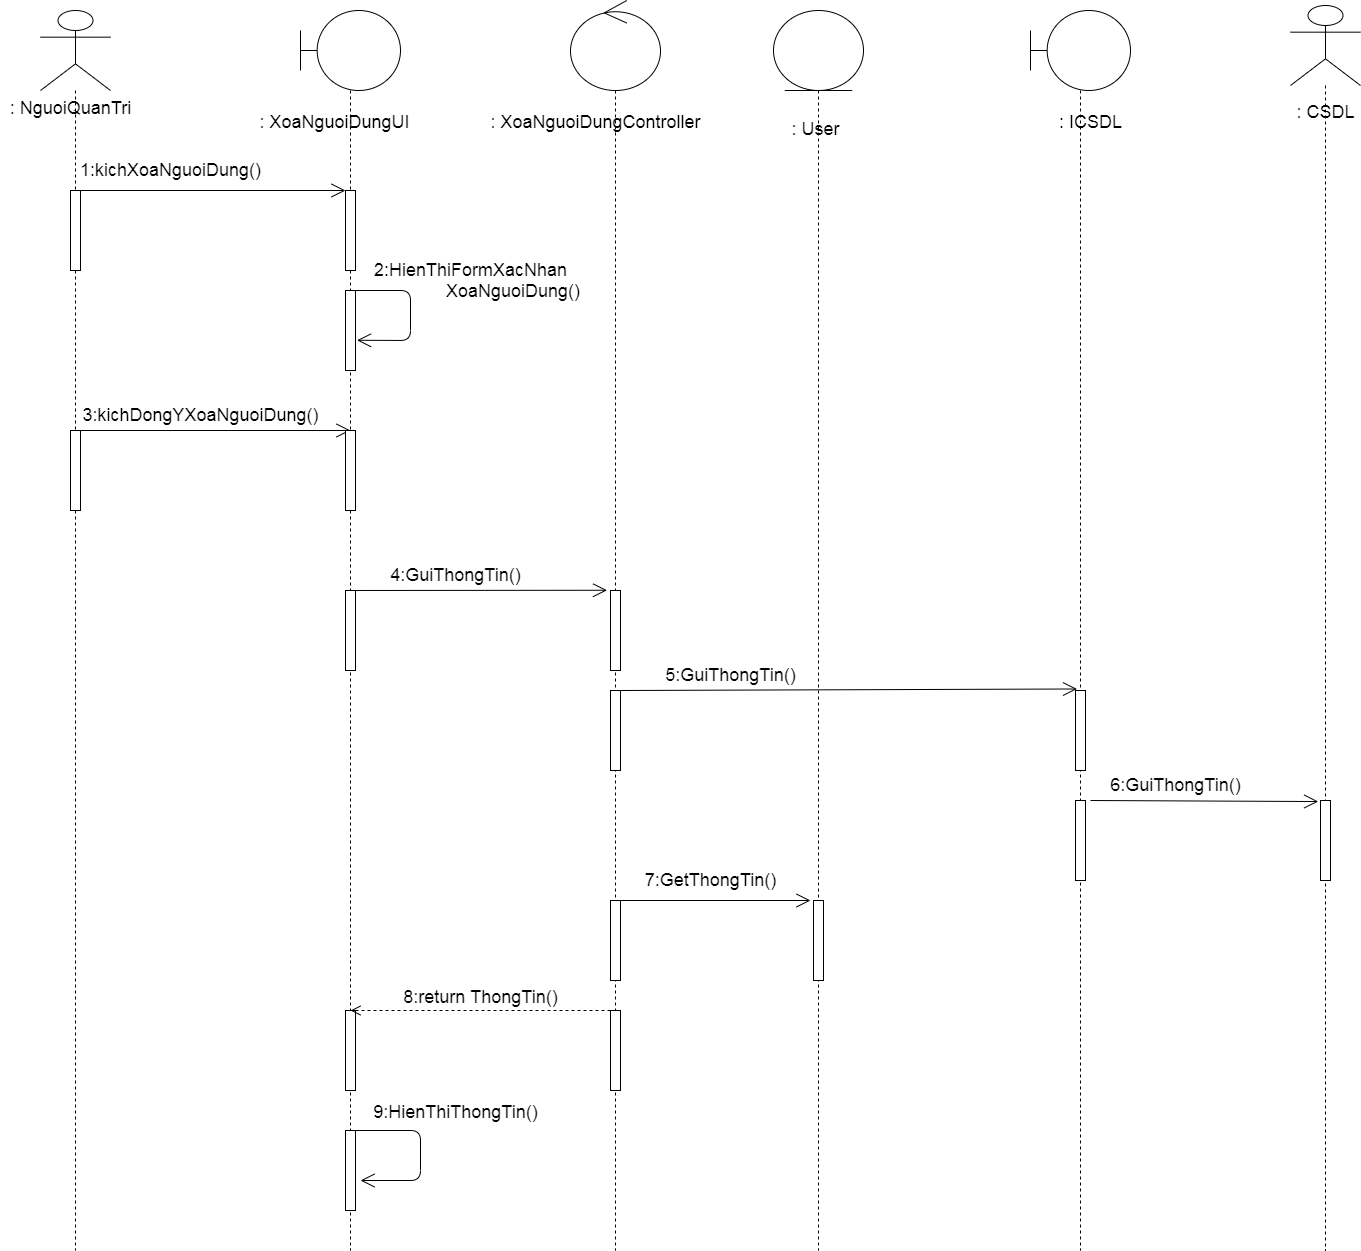 : NguoiQuanTri
: XoaNguoiDungUI
: XoaNguoiDungController
: User
: ICSDL
: CSDL
1:kichXoaNguoiDung()
2:HienThiFormXacNhan
XoaNguoiDung()
3:kichDongYXoaNguoiDung()
4:GuiThongTin()
5:GuiThongTin()
6:GuiThongTin()
7:GetThongTin()
8:return ThongTin()
9:HienThiThongTin()